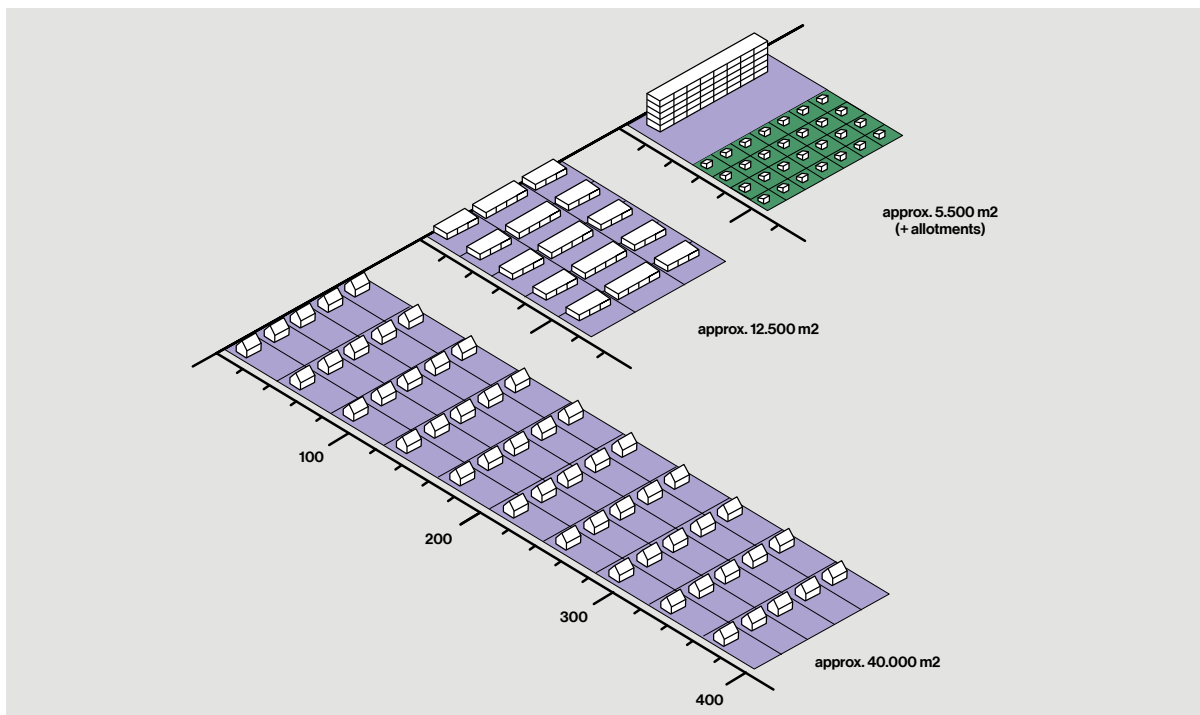 approx. 5.500 m2
(+ allotments)
approx. 12.500 m2
100
200
300
approx. 40.000 m2
400